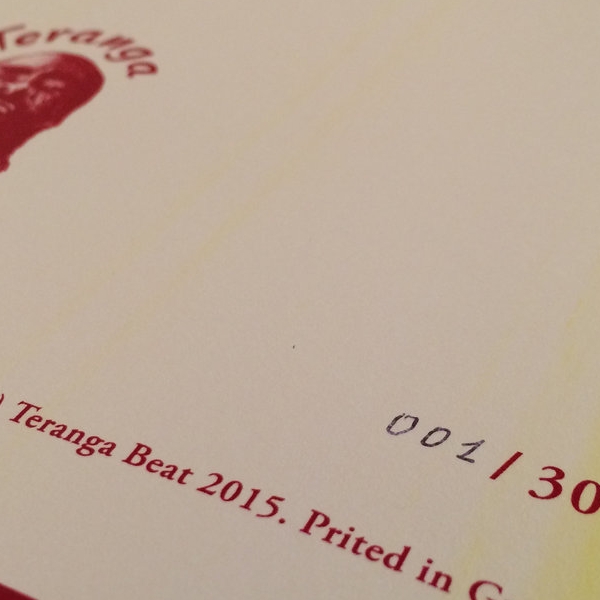 Teranga
001/30
) Teranga Beat 2015. Prited in G